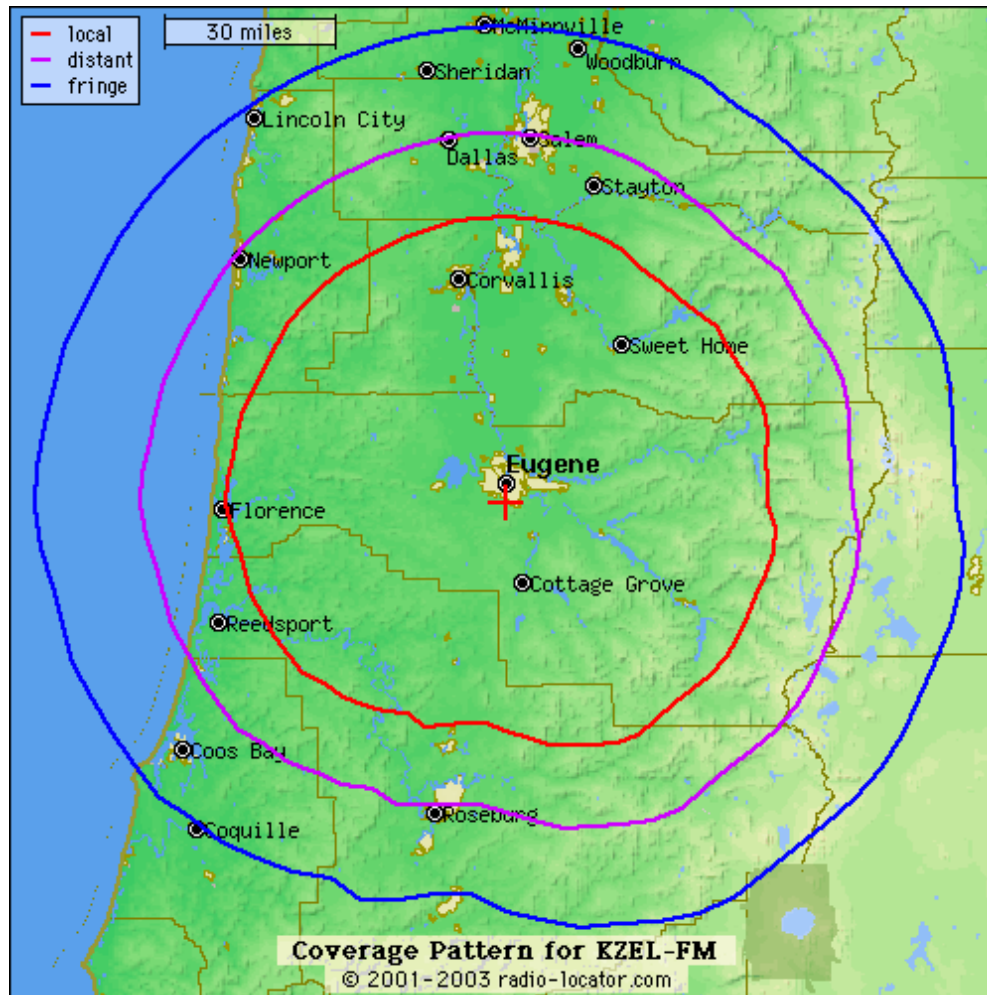 local
30 miles
distant
fringe
McMinnville
Woodburn
Sheridan
Lincoln City
Salem
Dallas
Stayton
Newport
Corvallis
Sweet Home
Eugene
Florence
Cottage Grove
Reedsport
Coos Bay
Roseburg
Coquille
Coverage Pattern for KZEL-FM
© 2001-2003 radio-locator.com